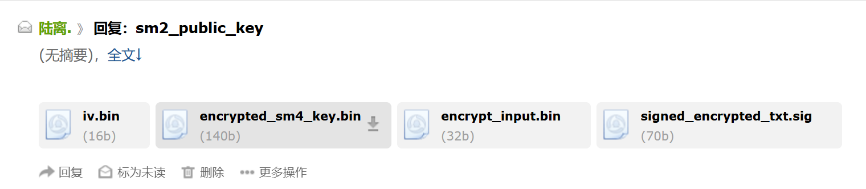 陆离. 》 回复：sm2_public_key
(无摘要)，全文↓
iv.bin encrypted_sm4_key.bin encrypt_input.bin signed_encrypted_txt.sig
(16b) (140b) (32b) (70b)
回复 标为未读 删除 ••• 更多操作